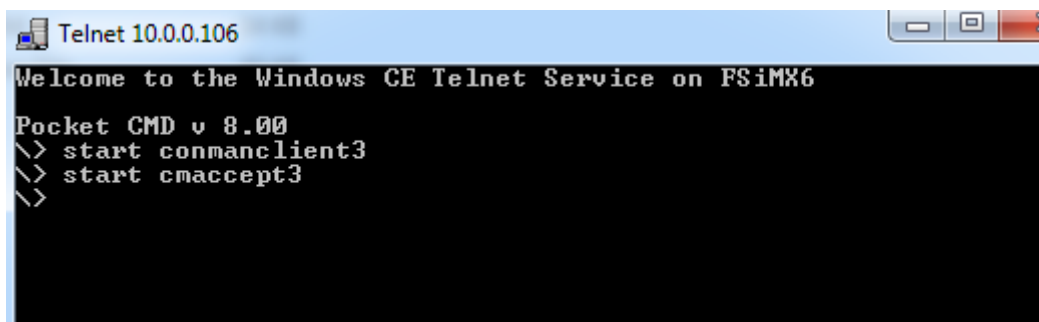 Telnet 10.0.0.106
Welcome to the Windows CE Telnet Service on FSiMX6
Pocket CMD v 8.00
\> start conmanclient3
\> start cmaccept3
\>